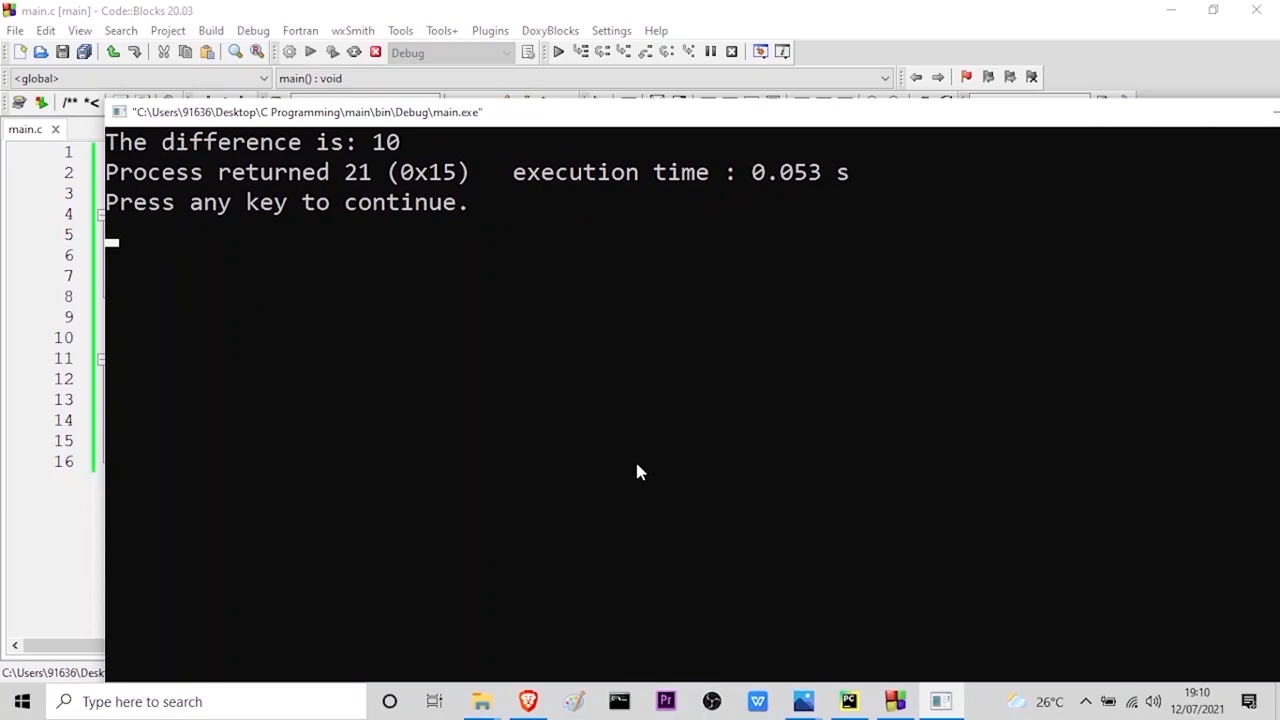 main.c [main] - Code::Blocks 20.03
File Edit View Search Project Build Debug Fortran wxSmith Tools Tools+ Plugins DoxyBlocks Settings Help
Debug
<global> main() : void
/** *<
main.c
"C:\Users\91636\Desktop\C Programming\main\bin\Debug\main.exe"
The difference is: 10
Process returned 21 (0x15) execution time : 0.053 s
Press any key to continue.
1
2
3
4
5
6
7
8
9
10
11
12
13
14
15
16
C:\Users\91636\Desk
Type here to search
26°C
19:10
12/07/2021